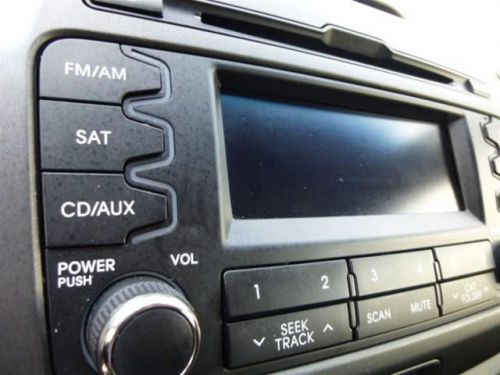 FM/AM
SAT
CD/AUX
POWER
PUSH
VOL
1 2 3 4
SEEK
TRACK
SCAN MUTE
CAT
FOLDER